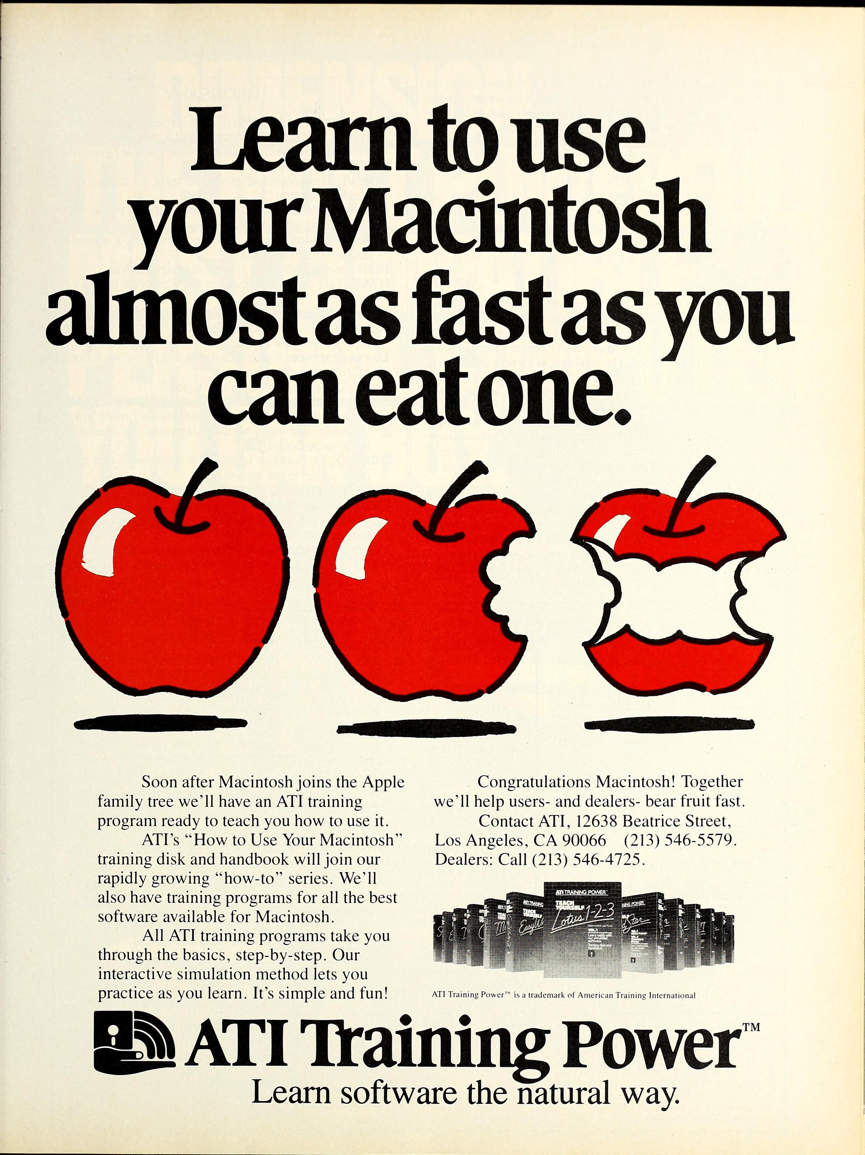 Learn to use
your Macintosh
almost as fast as you
can eat one.
Soon after Macintosh joins the Apple
family tree we'll have an ATI training
program ready to teach you how to use it.
ATI's “How to Use Your Macintosh”
training disk and handbook will join our
rapidly growing “how-to” series. We'll
also have training programs for all the best
software available for Macintosh.
All ATI training programs take you
through the basics, step-by-step. Our
interactive simulation method lets you
practice as you learn. It's simple and fun!
Congratulations Macintosh! Together
we'll help users- and dealers- bear fruit fast.
Contact ATI, 12638 Beatrice Street,
Los Angeles, CA 90066 (213) 546-5579.
Dealers: Call (213) 546-4725.
ATI TRAINING POWER
TEACH
YOURSELF
Lotus 1-2-3
ATI Training Power™ is a trademark of American Training International
ATI Training Power™
Learn software the natural way.